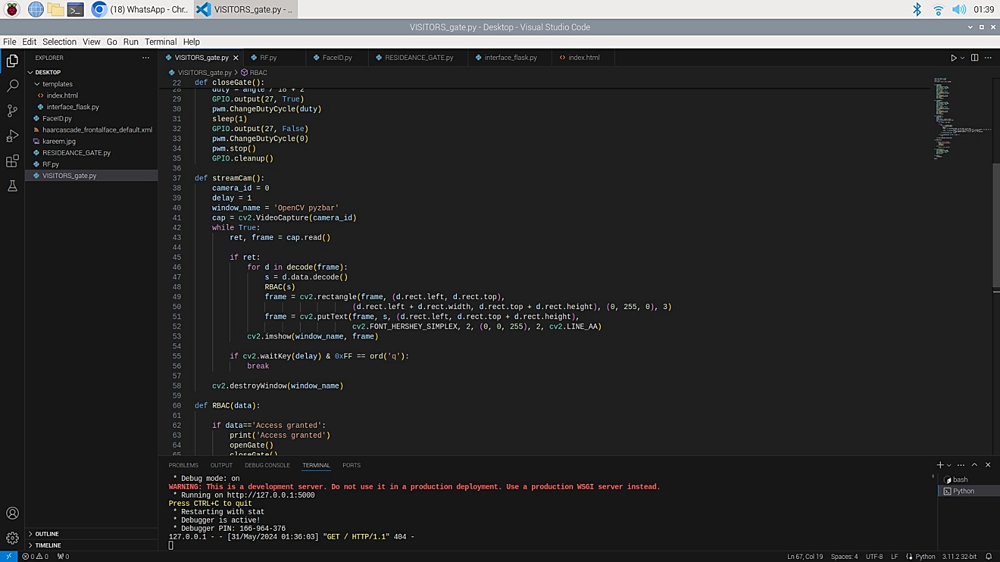 (18) WhatsApp - Chr..
VISITORS_gate.py - ..
01:39
VISITORS_gate.py - Desktop - Visual Studio Code
File Edit Selection View Go Run Terminal Help
EXPLORER
DESKTOP
templates
index.html
interface_flask.py
FaceID.py
haarcascade_frontalface_default.xml
kareem.jpg
RESIDEANCE_GATE.py
RF.py
VISITORS_gate.py
OUTLINE
TIMELINE
VISITORS_gate.py RF.py FaceID.py RESIDEANCE_GATE.py interface_flask.py index.html
VISITORS_gate.py > RBAC
22 def closeGate():
28 duty = angle / 18 + 2
29 GPIO.output(27, True)
30 pwm.ChangeDutyCycle(duty)
31 sleep(1)
32 GPIO.output(27, False)
33 pwm.ChangeDutyCycle(0)
34 pwm.stop()
35 GPIO.cleanup()
36
37 def streamCam():
38 camera_id = 0
39 delay = 1
40 window_name = 'OpenCV pyzbar'
41 cap = cv2.VideoCapture(camera_id)
42 while True:
43 ret, frame = cap.read()
44
45 if ret:
46 for d in decode(frame):
47 s = d.data.decode()
48 RBAC(s)
49 frame = cv2.rectangle(frame, (d.rect.left, d.rect.top),
50 (d.rect.left + d.rect.width, d.rect.top + d.rect.height), (0, 255, 0), 3)
51 frame = cv2.putText(frame, s, (d.rect.left, d.rect.top + d.rect.height),
52 cv2.FONT_HERSHEY_SIMPLEX, 2, (0, 0, 255), 2, cv2.LINE_AA)
53 cv2.imshow(window_name, frame)
54
55 if cv2.waitKey(delay) & 0xFF == ord('q'):
56 break
57
58 cv2.destroyWindow(window_name)
59
60 def RBAC(data):
61
62 if data=='Access granted':
63 print('Access granted')
64 openGate()
65 closeGate()
PROBLEMS OUTPUT DEBUG CONSOLE TERMINAL PORTS
* Debug mode: on
WARNING: This is a development server. Do not use it in a production deployment. Use a production WSGI server instead.
* Running on http://127.0.0.1:5000
Press CTRL+C to quit
* Restarting with stat
* Debugger is active!
* Debugger PIN: 166-964-376
127.0.0.1 - - [31/May/2024 01:36:03] "GET / HTTP/1.1" 404 -
bash
Python
0 0 0 Ln 67, Col 19 Spaces: 4 UTF-8 LF Python 3.11.2 32-bit